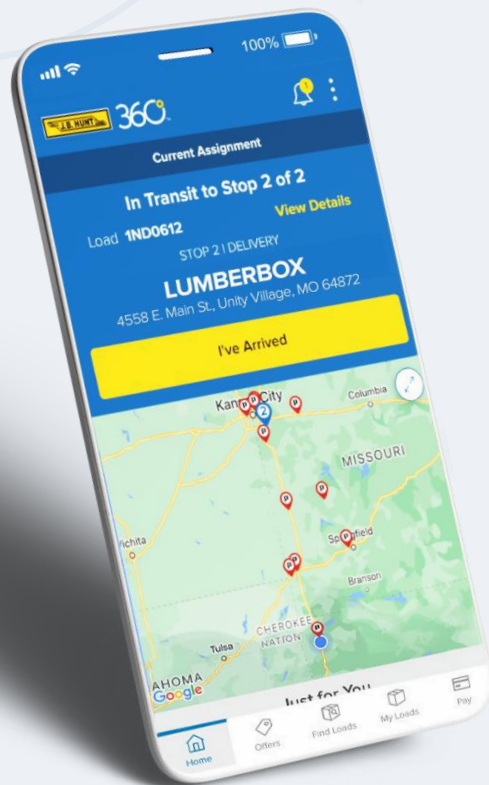 100%
J.B. HUNT 360°
1
Current Assignment
In Transit to Stop 2 of 2
Load 1ND0612 View Details
STOP 2 | DELIVERY
LUMBERBOX
4558 E. Main St., Unity Village, MO 64872
I've Arrived
Kansas City
Columbia
P P P
2
P
MISSOURI
P P
Wichita
P
Springfield
P P
Branson
CHEROKEE
NATION
P
Tulsa
AHOMA
Google
Just for You
Home
Offers
Find Loads
My Loads
Pay